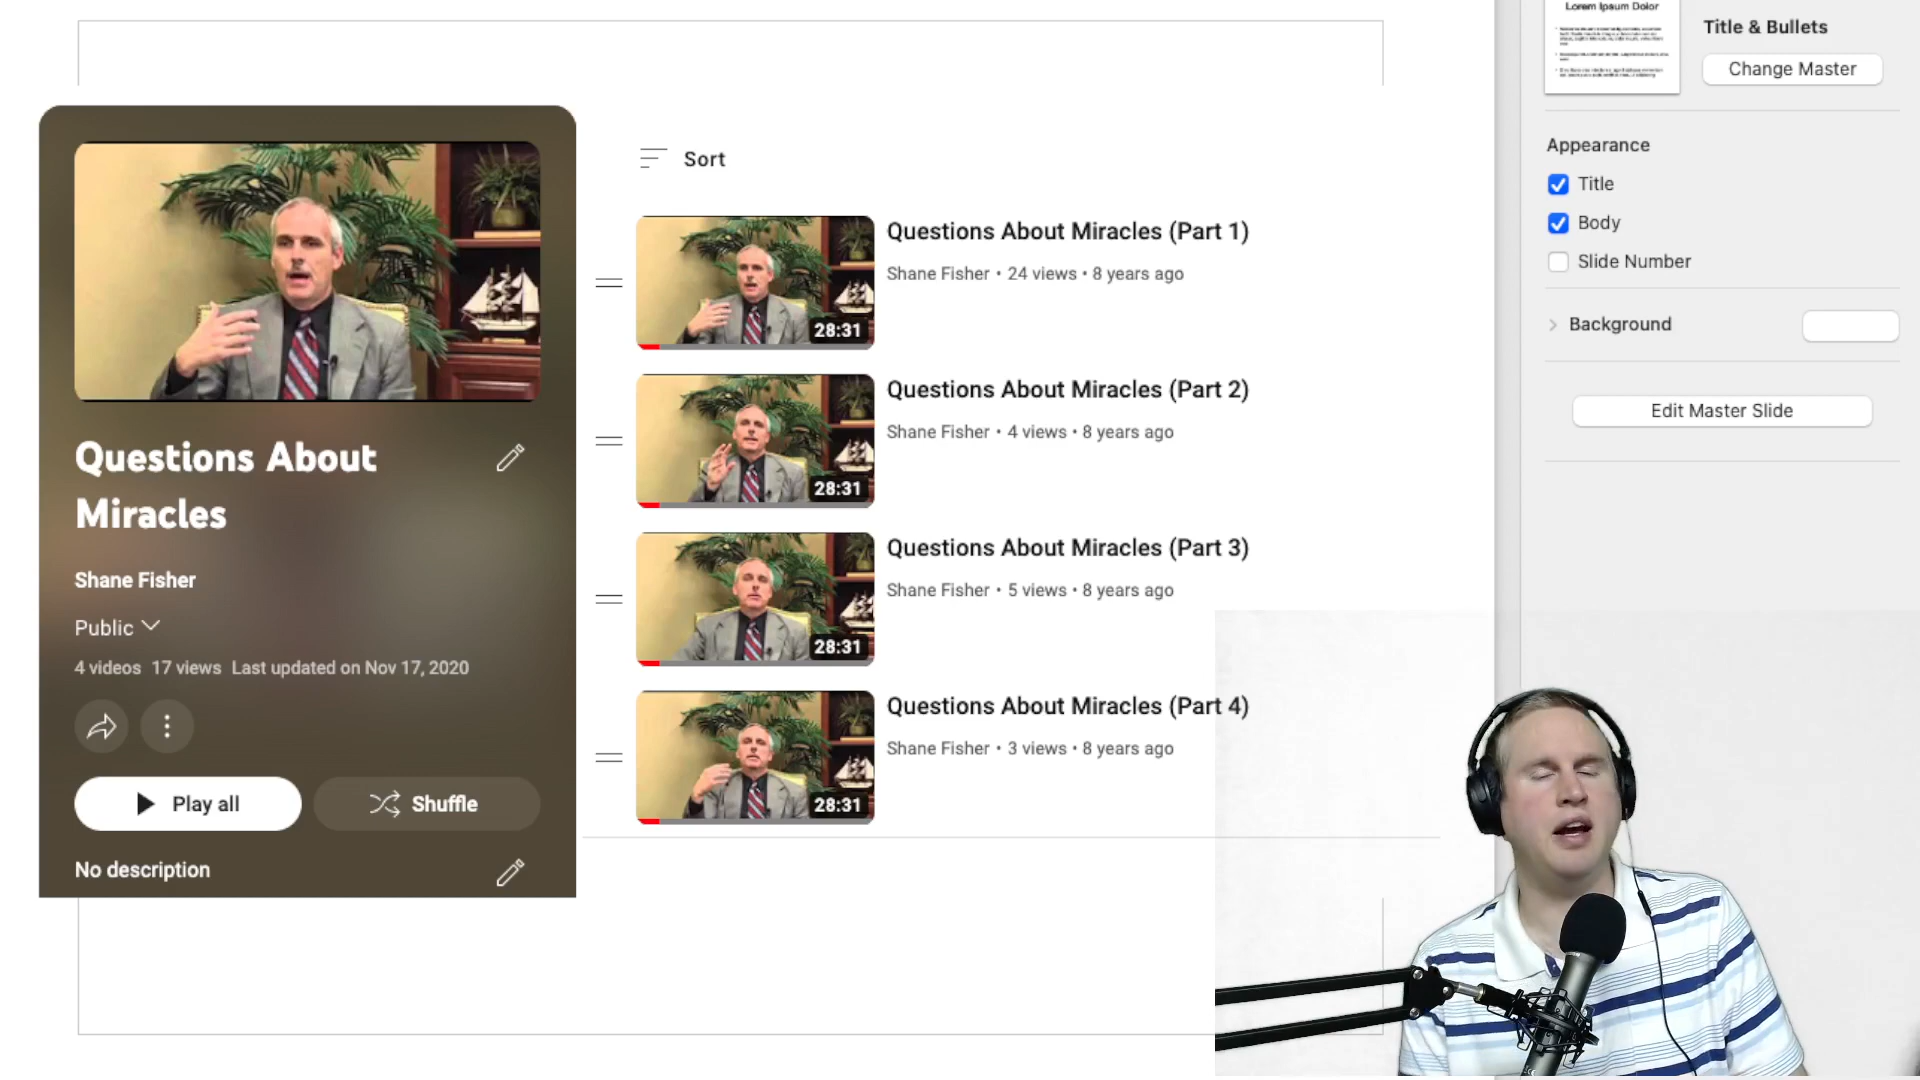 Questions About
Miracles
Shane Fisher
Public
4 videos 17 views Last updated on Nov 17, 2020
Play all
Shuffle
No description
Sort
28:31
Questions About Miracles (Part 1)
Shane Fisher • 24 views • 8 years ago
28:31
Questions About Miracles (Part 2)
Shane Fisher • 4 views • 8 years ago
28:31
Questions About Miracles (Part 3)
Shane Fisher • 5 views • 8 years ago
28:31
Questions About Miracles (Part 4)
Shane Fisher • 3 views • 8 years ago
Lorem Ipsum Dolor
Title & Bullets
Change Master
Appearance
Title
Body
Slide Number
Background
Edit Master Slide